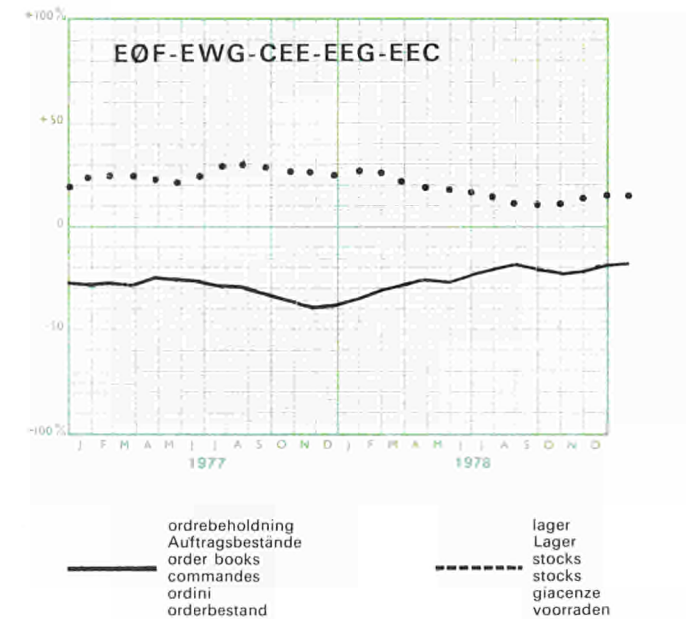 +100%
EØF-EWG-CEE-EEG-EEC
+50
0
-100%
J F M A M J J A S O N D J F M A M J J A S O N D
1977 1978
ordrebeholdning
Auftragsbestände
order books
commandes
ordini
orderbestand
lager
Lager
stocks
stocks
giacenze
voorraden